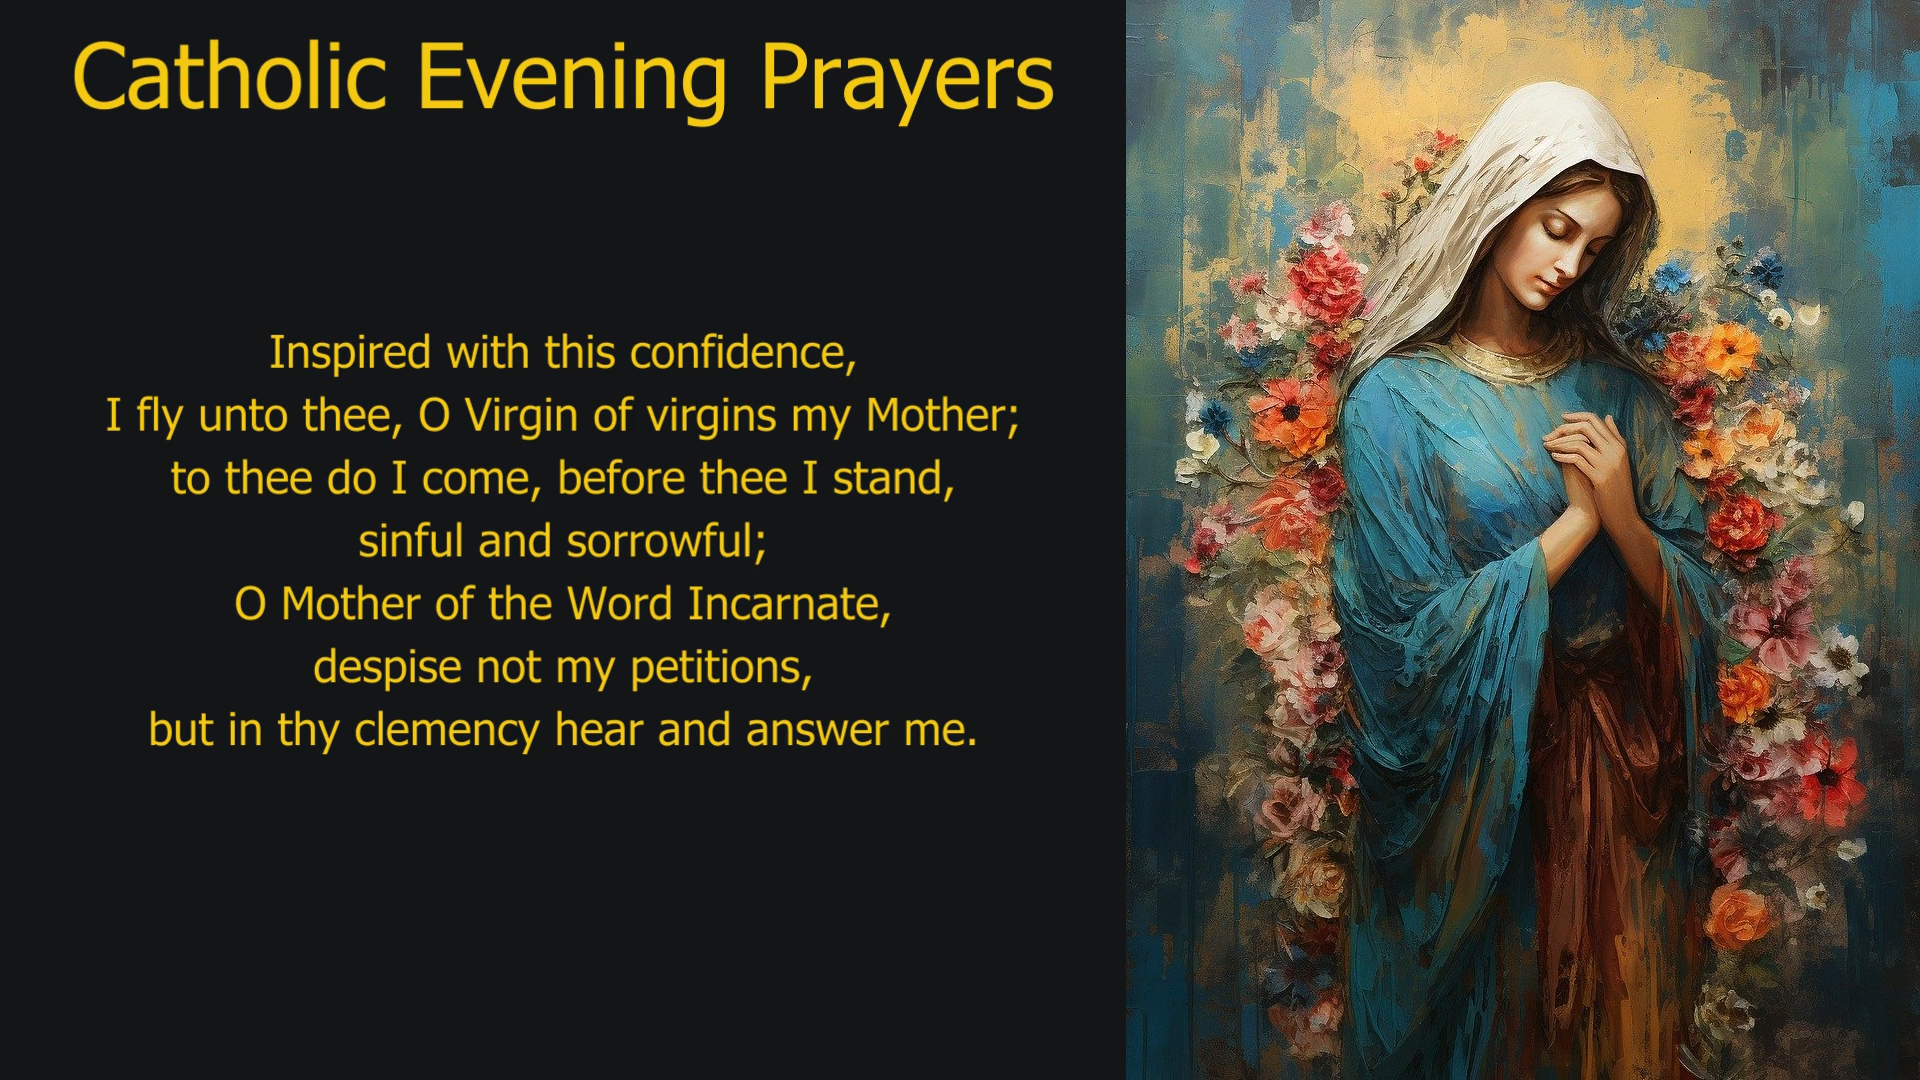 Catholic Evening Prayers
Inspired with this confidence,
I fly unto thee, O Virgin of virgins my Mother;
to thee do I come, before thee I stand,
sinful and sorrowful;
O Mother of the Word Incarnate,
despise not my petitions,
but in thy clemency hear and answer me.